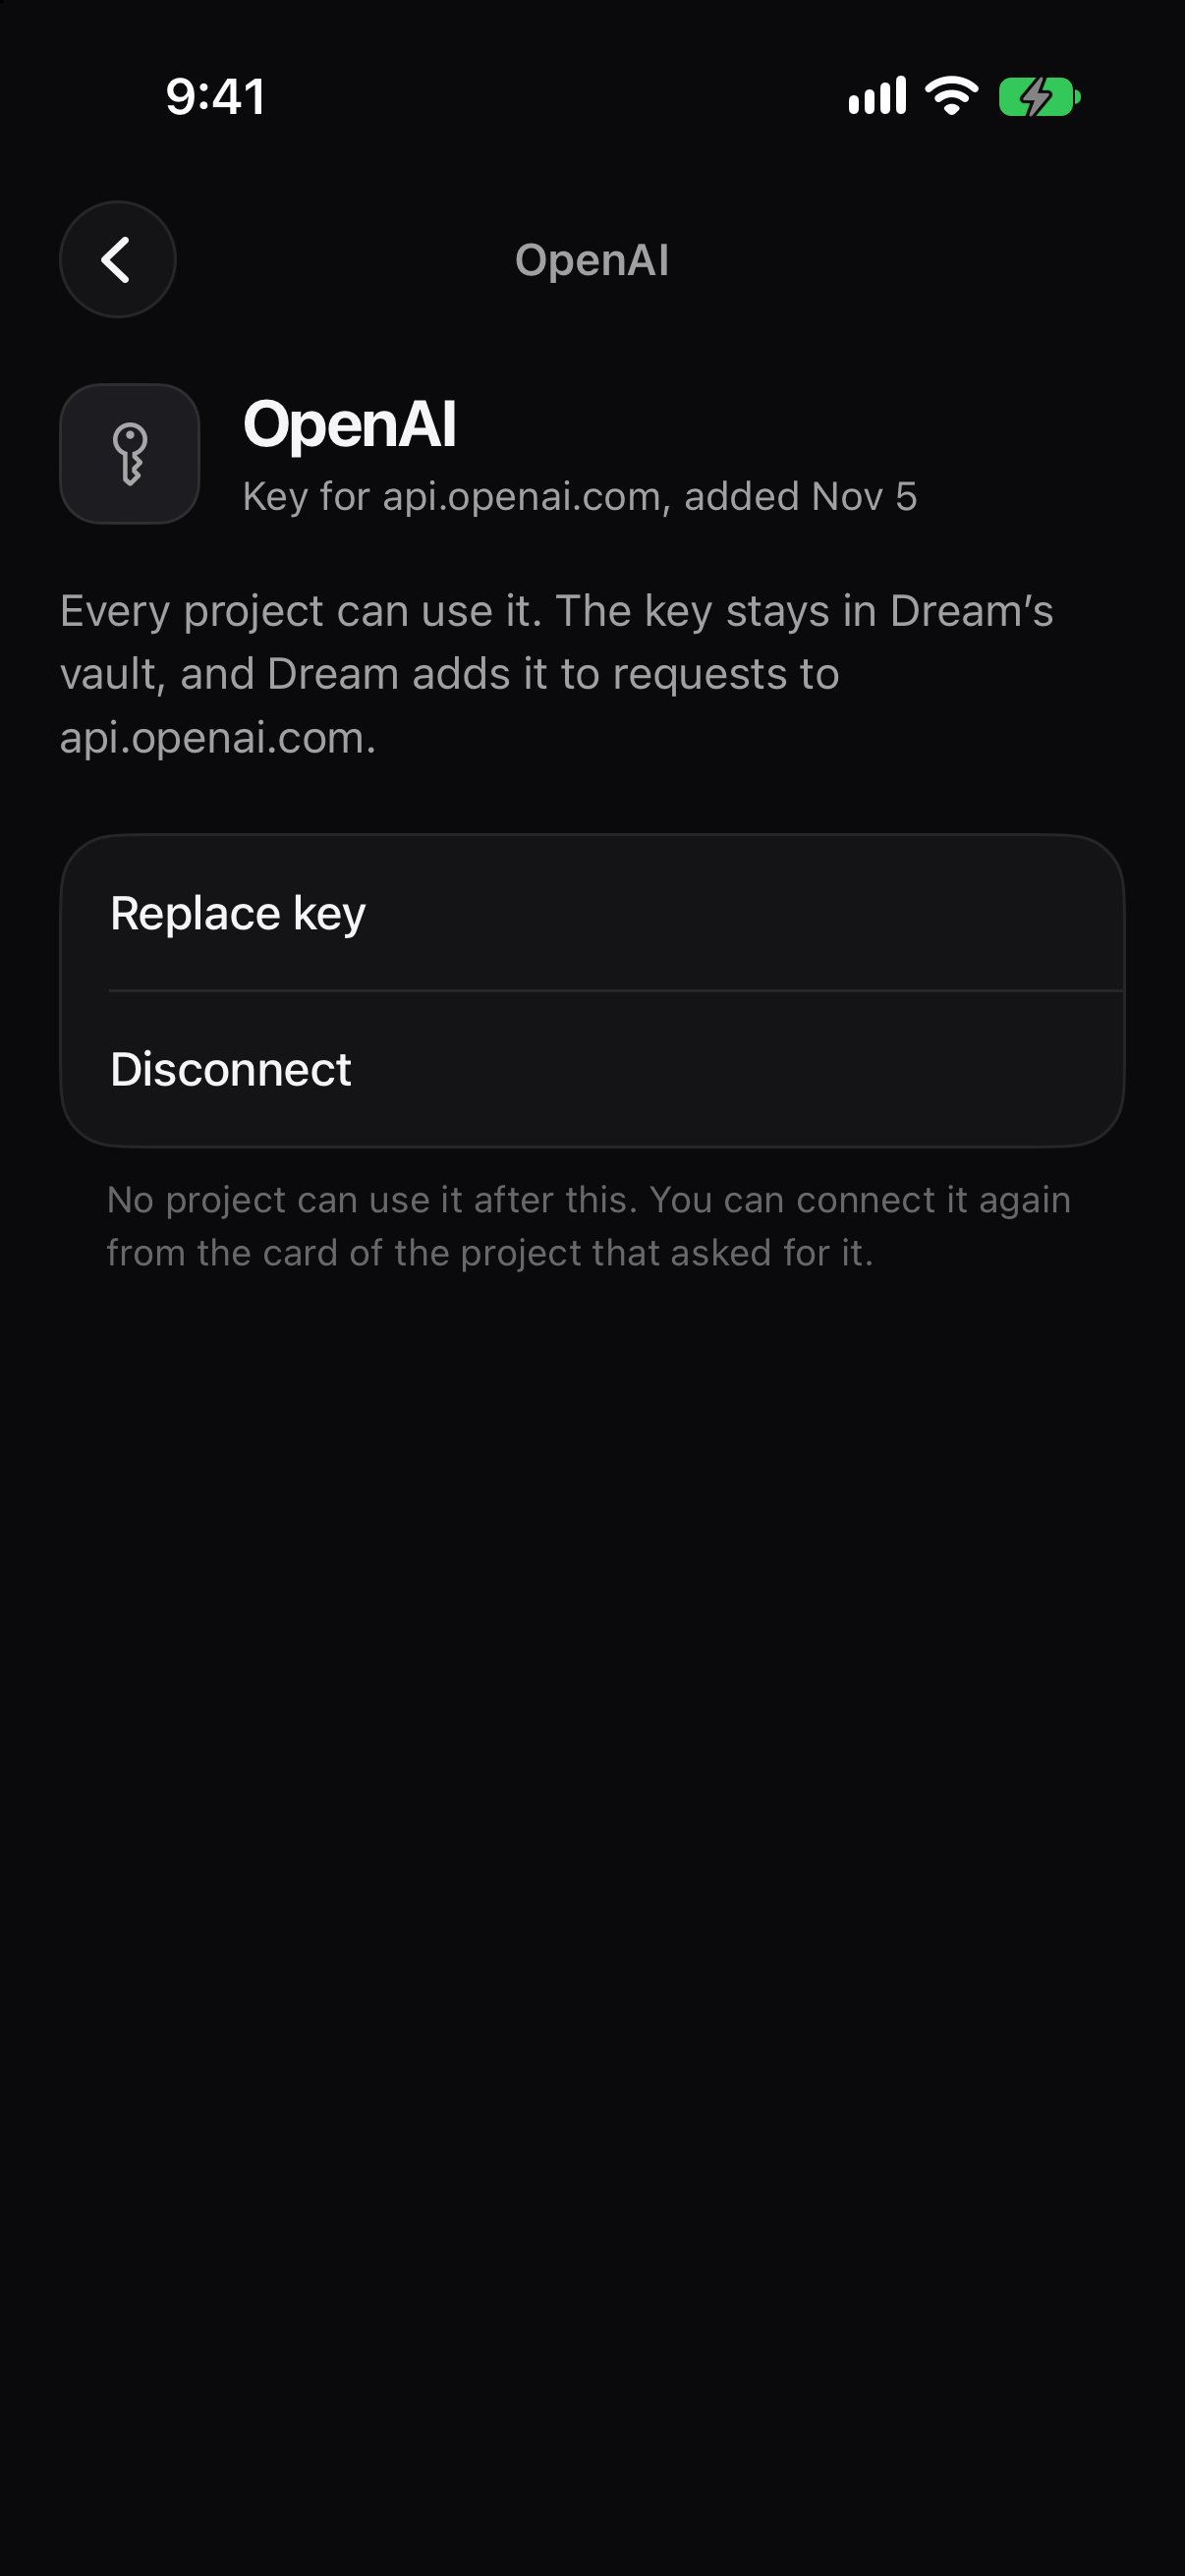 9:41
OpenAI
OpenAI
Key for api.openai.com, added Nov 5
Every project can use it. The key stays in Dream’s
vault, and Dream adds it to requests to
api.openai.com.
Replace key
Disconnect
No project can use it after this. You can connect it again
from the card of the project that asked for it.